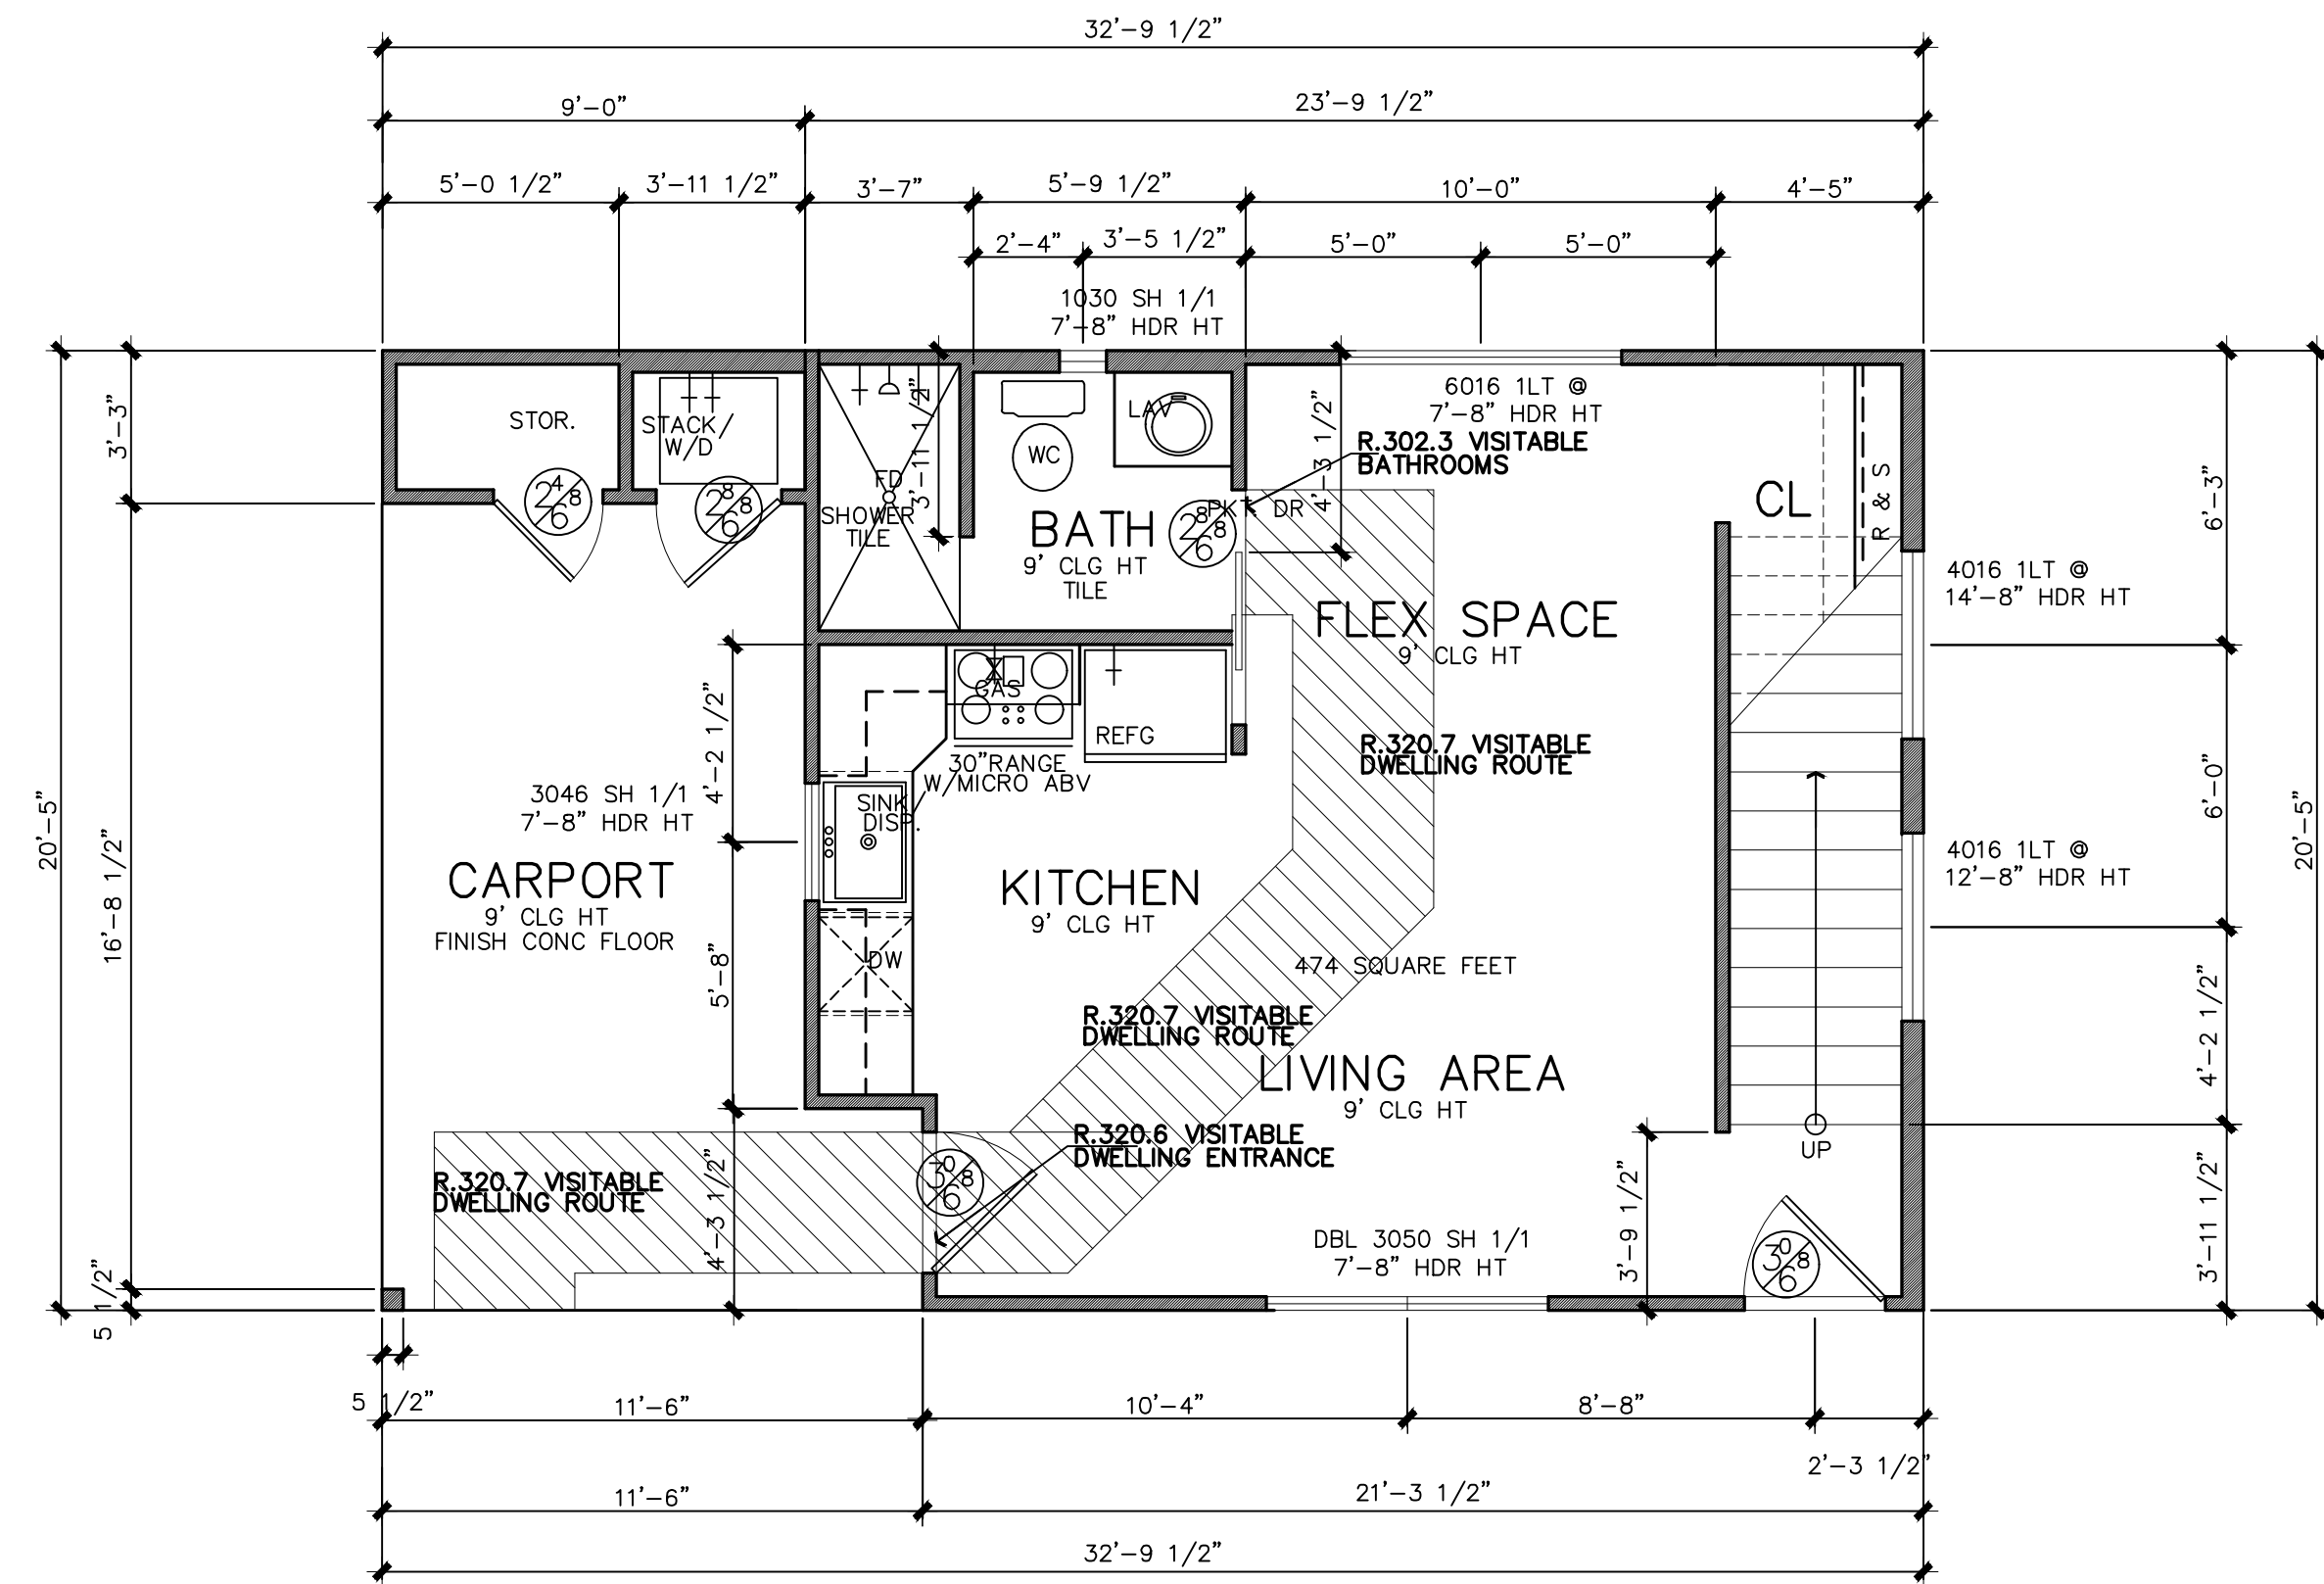 32'-9 1/2"
9'-0"
23'-9 1/2"
5'-0 1/2"
3'-11 1/2"
3'-7"
5'-9 1/2"
10'-0"
4'-5"
2'-4"
3'-5 1/2"
5'-0"
5'-0"
1030 SH 1/1
7'-8" HDR HT
STOR.
STACK/
W/D
24 68
28 68
FD
SHOWER
TILE
3'-11 1/2"
WC
LAV
BATH
9' CLG HT
TILE
28 68
PKT DR
4'-3 1/2"
6016 1LT @
7'-8" HDR HT
R.302.3 VISITABLE
BATHROOMS
CL
R & S
FLEX SPACE
9' CLG HT
4016 1LT @
14'-8" HDR HT
3'-3"
20'-5"
16'-8 1/2"
5 1/2"
6'-3"
6'-0"
4'-2 1/2"
3'-11 1/2"
20'-5"
4'-2 1/2"
5'-8"
4'-3 1/2"
GAS
REFG
30"RANGE
W/MICRO ABV
R.320.7 VISITABLE
DWELLING ROUTE
3046 SH 1/1
7'-8" HDR HT
SINK
DISP.
CARPORT
9' CLG HT
FINISH CONC FLOOR
KITCHEN
9' CLG HT
4016 1LT @
12'-8" HDR HT
DW
474 SQUARE FEET
R.320.7 VISITABLE
DWELLING ROUTE
LIVING AREA
9' CLG HT
R.320.6 VISITABLE
DWELLING ENTRANCE
UP
R.320.7 VISITABLE
DWELLING ROUTE
30 68
3'-9 1/2"
DBL 3050 SH 1/1
7'-8" HDR HT
30 68
5 1/2"
11'-6"
10'-4"
8'-8"
2'-3 1/2"
11'-6"
21'-3 1/2"
32'-9 1/2"